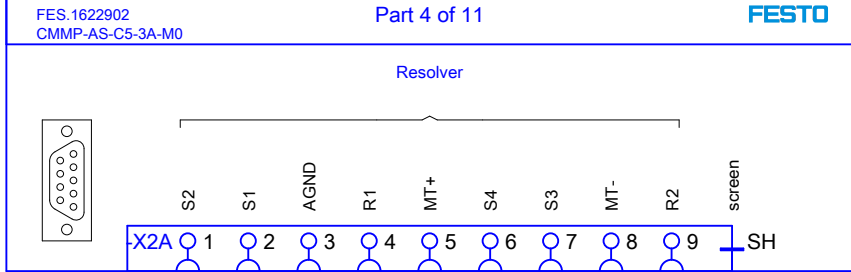 FES.1622902
CMMP-AS-C5-3A-M0
Part 4 of 11
FESTO
Resolver
S2 S1 AGND R1 MT+ S4 S3 MT- R2 screen
-X2A 1 2 3 4 5 6 7 8 9 SH